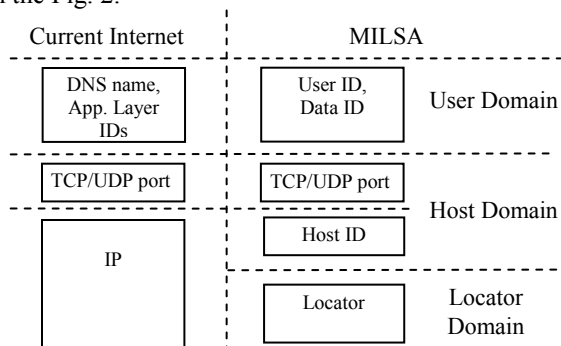 n the Fig. 2.
Current Internet
MILSA
DNS name,
App. Layer
IDs
User ID,
Data ID
User Domain
TCP/UDP port
TCP/UDP port
Host Domain
Host ID
IP
Locator
Locator
Domain